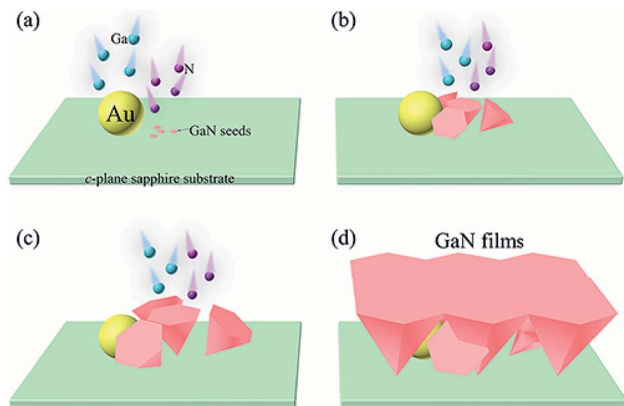 (a)
Ga
N
Au
GaN seeds
c-plane sapphire substrate
(b)
(c)
(d)
GaN films